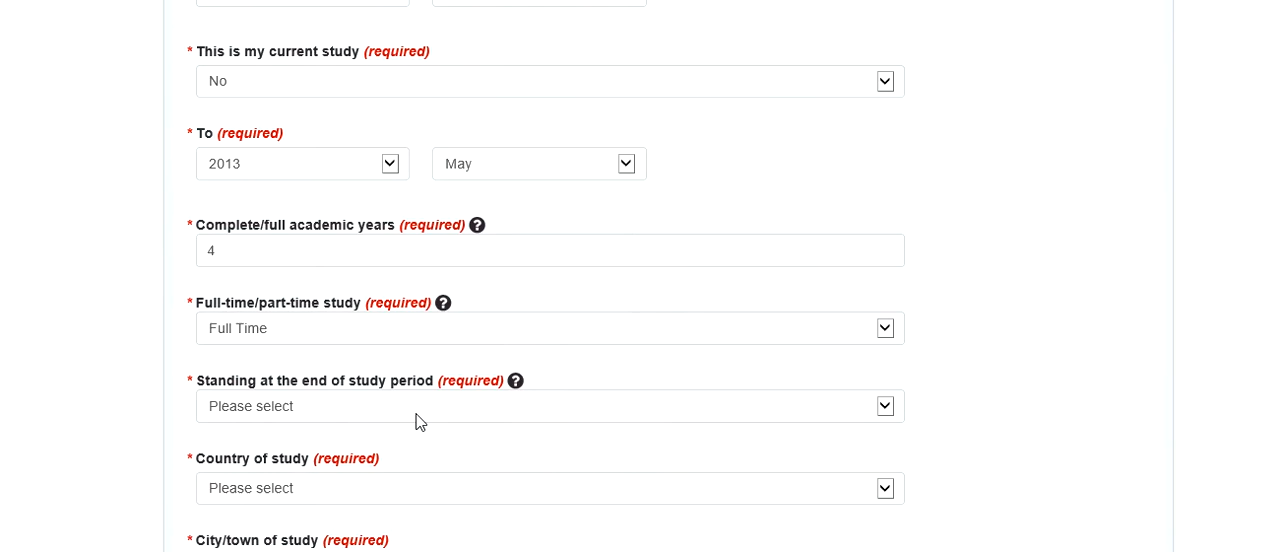 * This is my current study (required)
No
* To (required)
2013 May
* Complete/full academic years (required) ?
4
* Full-time/part-time study (required) ?
Full Time
* Standing at the end of study period (required) ?
Please select
* Country of study (required)
Please select
* City/town of study (required)